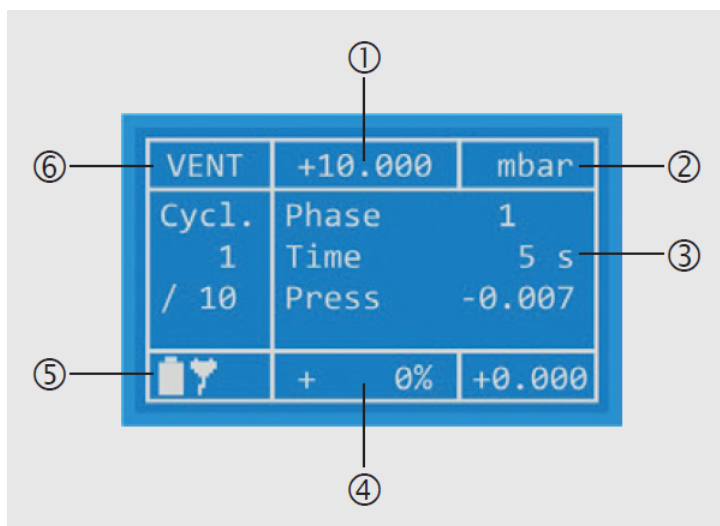 ①
⑥ VENT +10.000 mbar ②
Cycl. Phase 1
1 Time 5 s ③
/ 10 Press -0.007
⑤ + 0% +0.000
④